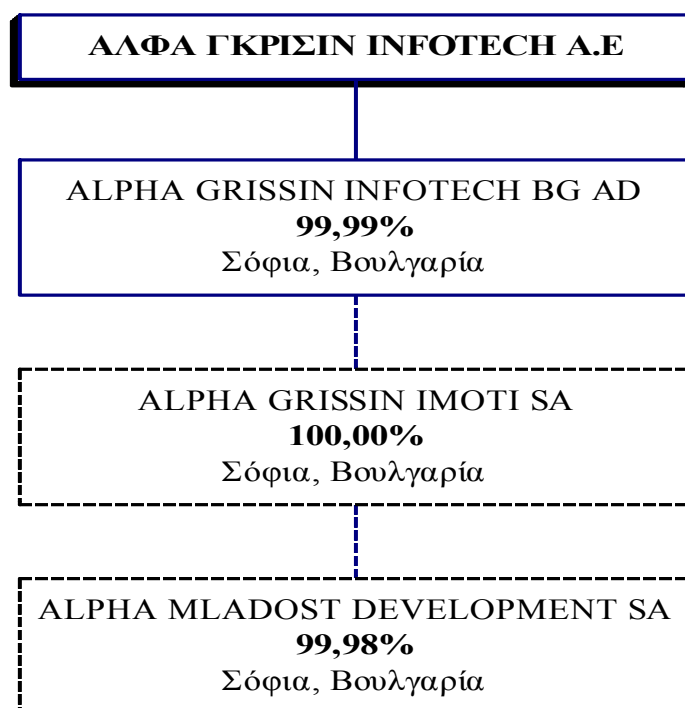 ΑΛΦΑ ΓΚΡΙΣΙΝ INFOTECH Α.Ε
ALPHA GRISSIN INFOTECH BG AD
99,99%
Σόφια, Βουλγαρία
ALPHA GRISSIN IMOTI SA
100,00%
Σόφια, Βουλγαρία
ALPHA MLADOST DEVELOPMENT SA
99,98%
Σόφια, Βουλγαρία